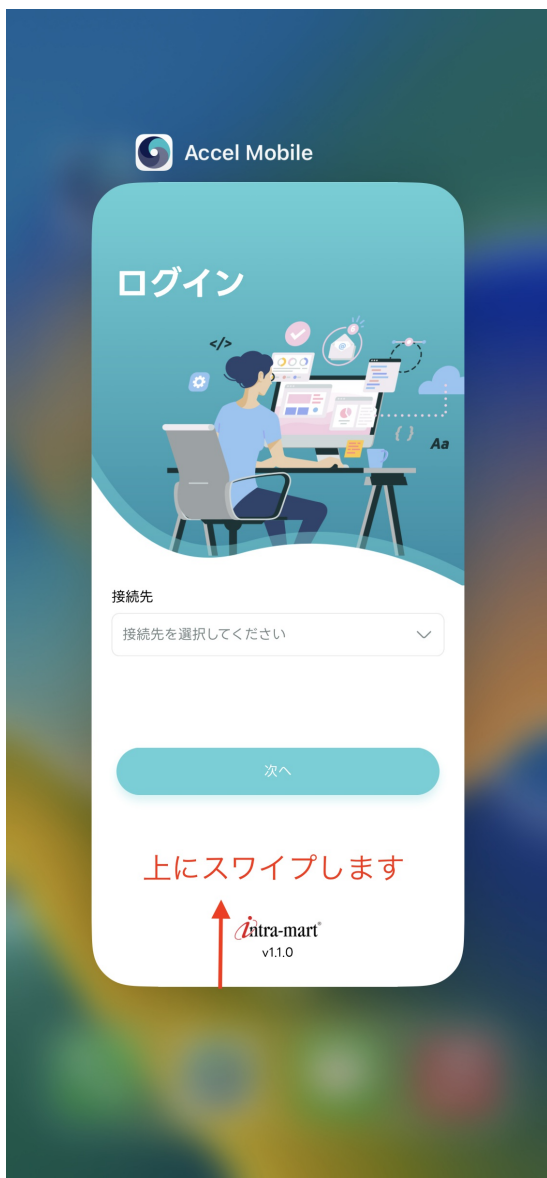 Accel Mobile
ログイン
</>
@
{ }
Aa
接続先
接続先を選択してください
次へ
上にスワイプします
intra-mart®
v1.1.0